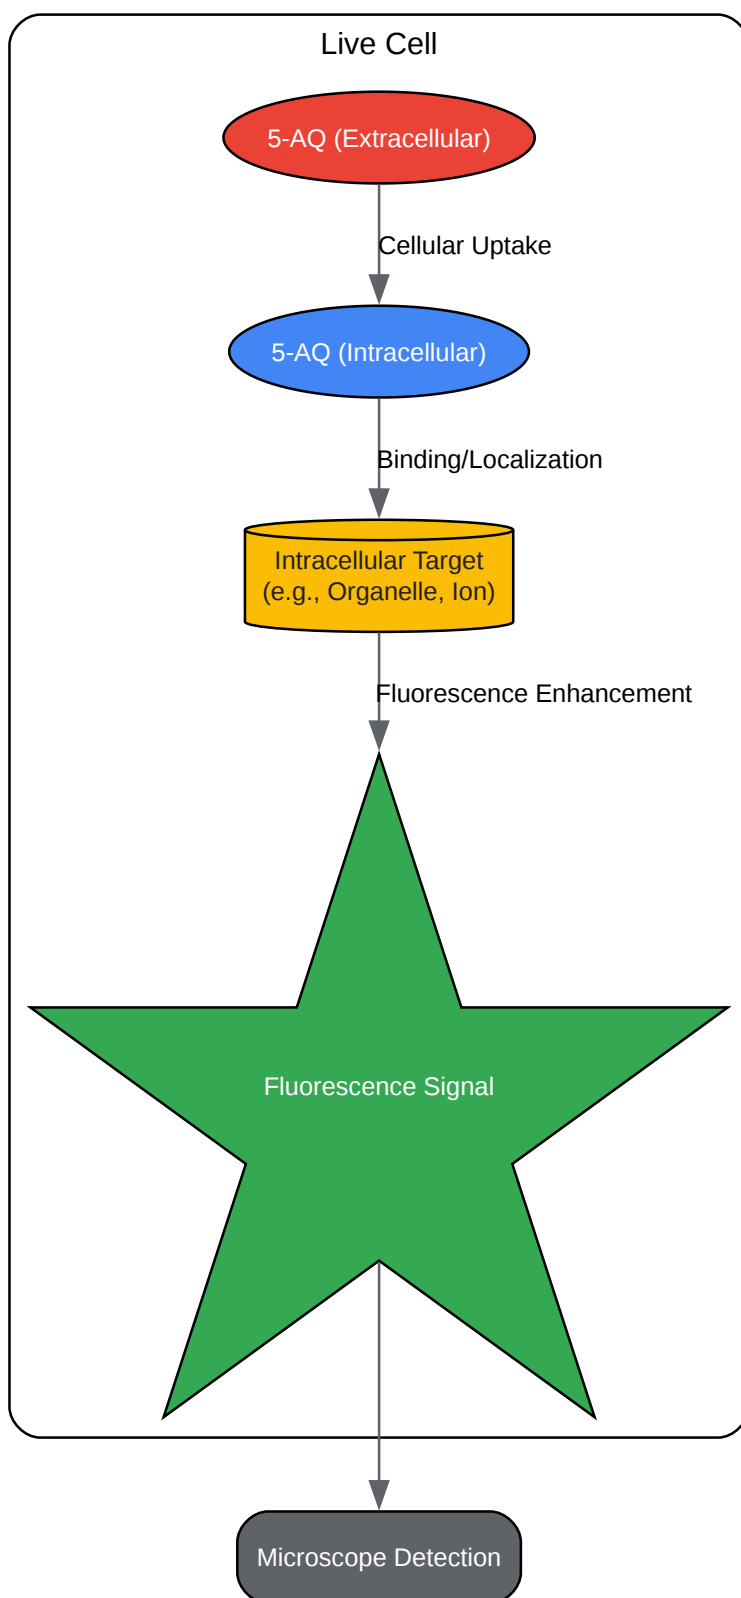 Live Cell
5-AQ (Extracellular)
Cellular Uptake
5-AQ (Intracellular)
Binding/Localization
Intracellular Target
(e.g., Organelle, Ion)
Fluorescence Enhancement
Fluorescence Signal
Microscope Detection